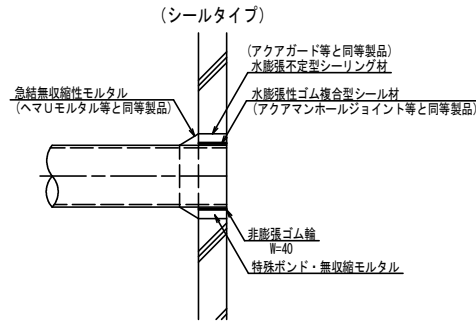 (シールタイプ)
(アクアガード等と同等製品)
水膨張不定型シーリング材
急結無収縮性モルタル
(ヘマUモルタル等と同等製品)
水膨張性ゴム複合型シール材
(アクアマンホールジョイント等と同等製品)
非膨張ゴム輪
W=40
特殊ボンド・無収縮モルタル